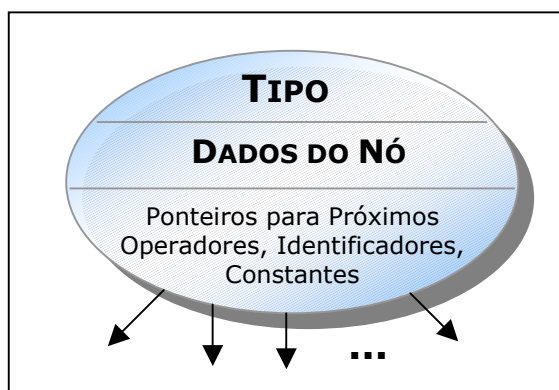 TIPO
DADOS DO NÓ
Ponteiros para Próximos
Operadores, Identificadores,
Constantes
...